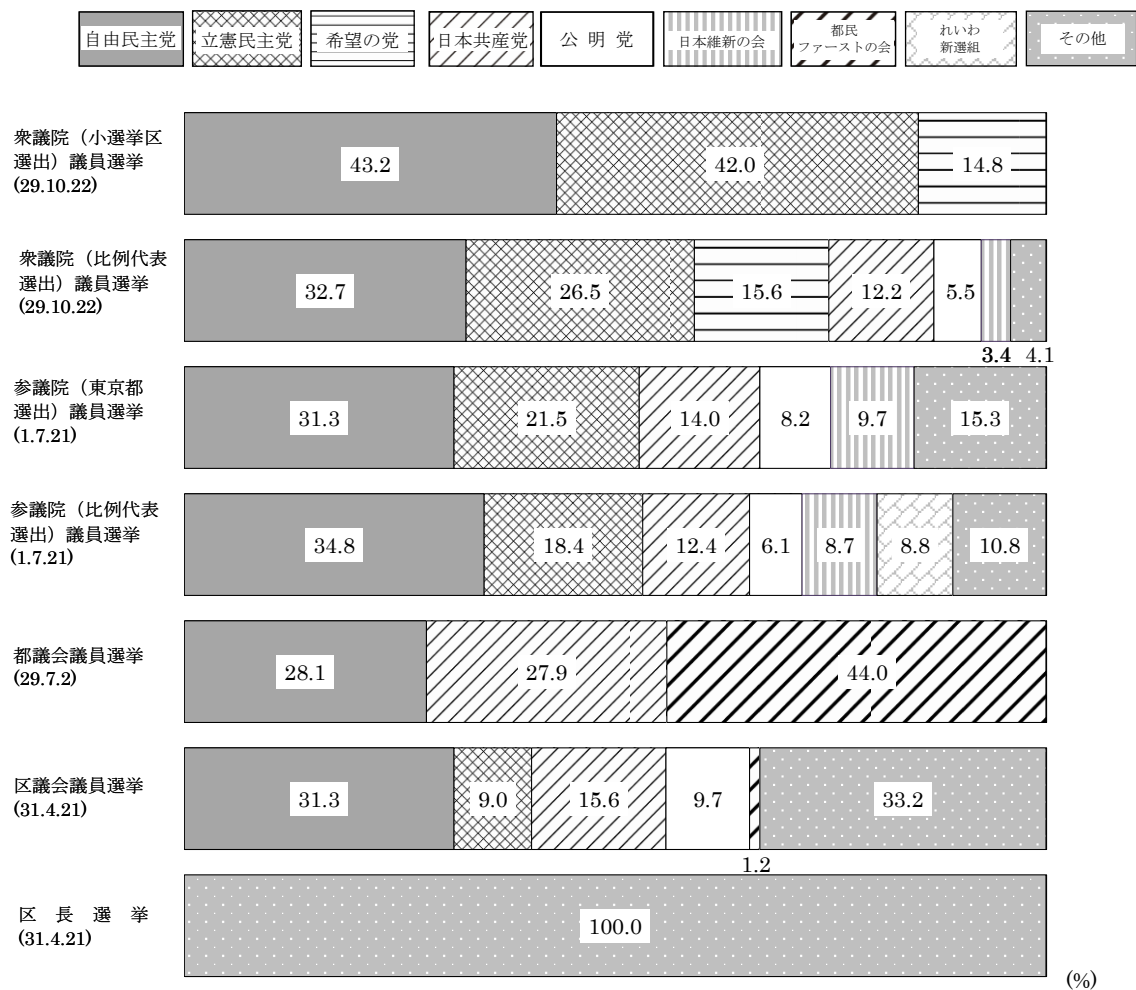 自由民主党
立憲民主党
希望の党
日本共産党
公 明 党
日本維新の会
都民
ファーストの会
れいわ
新選組
その他
衆議院（小選挙区
選出）議員選挙
(29.10.22)
43.2
42.0
14.8
衆議院（比例代表
選出）議員選挙
(29.10.22)
32.7
26.5
15.6
12.2
5.5
3.4
4.1
参議院（東京都
選出）議員選挙
(1.7.21)
31.3
21.5
14.0
8.2
9.7
15.3
参議院（比例代表
選出）議員選挙
(1.7.21)
34.8
18.4
12.4
6.1
8.7
8.8
10.8
都議会議員選挙
(29.7.2)
28.1
27.9
44.0
区議会議員選挙
(31.4.21)
31.3
9.0
15.6
9.7
1.2
33.2
区 長 選 挙
(31.4.21)
100.0
(%)